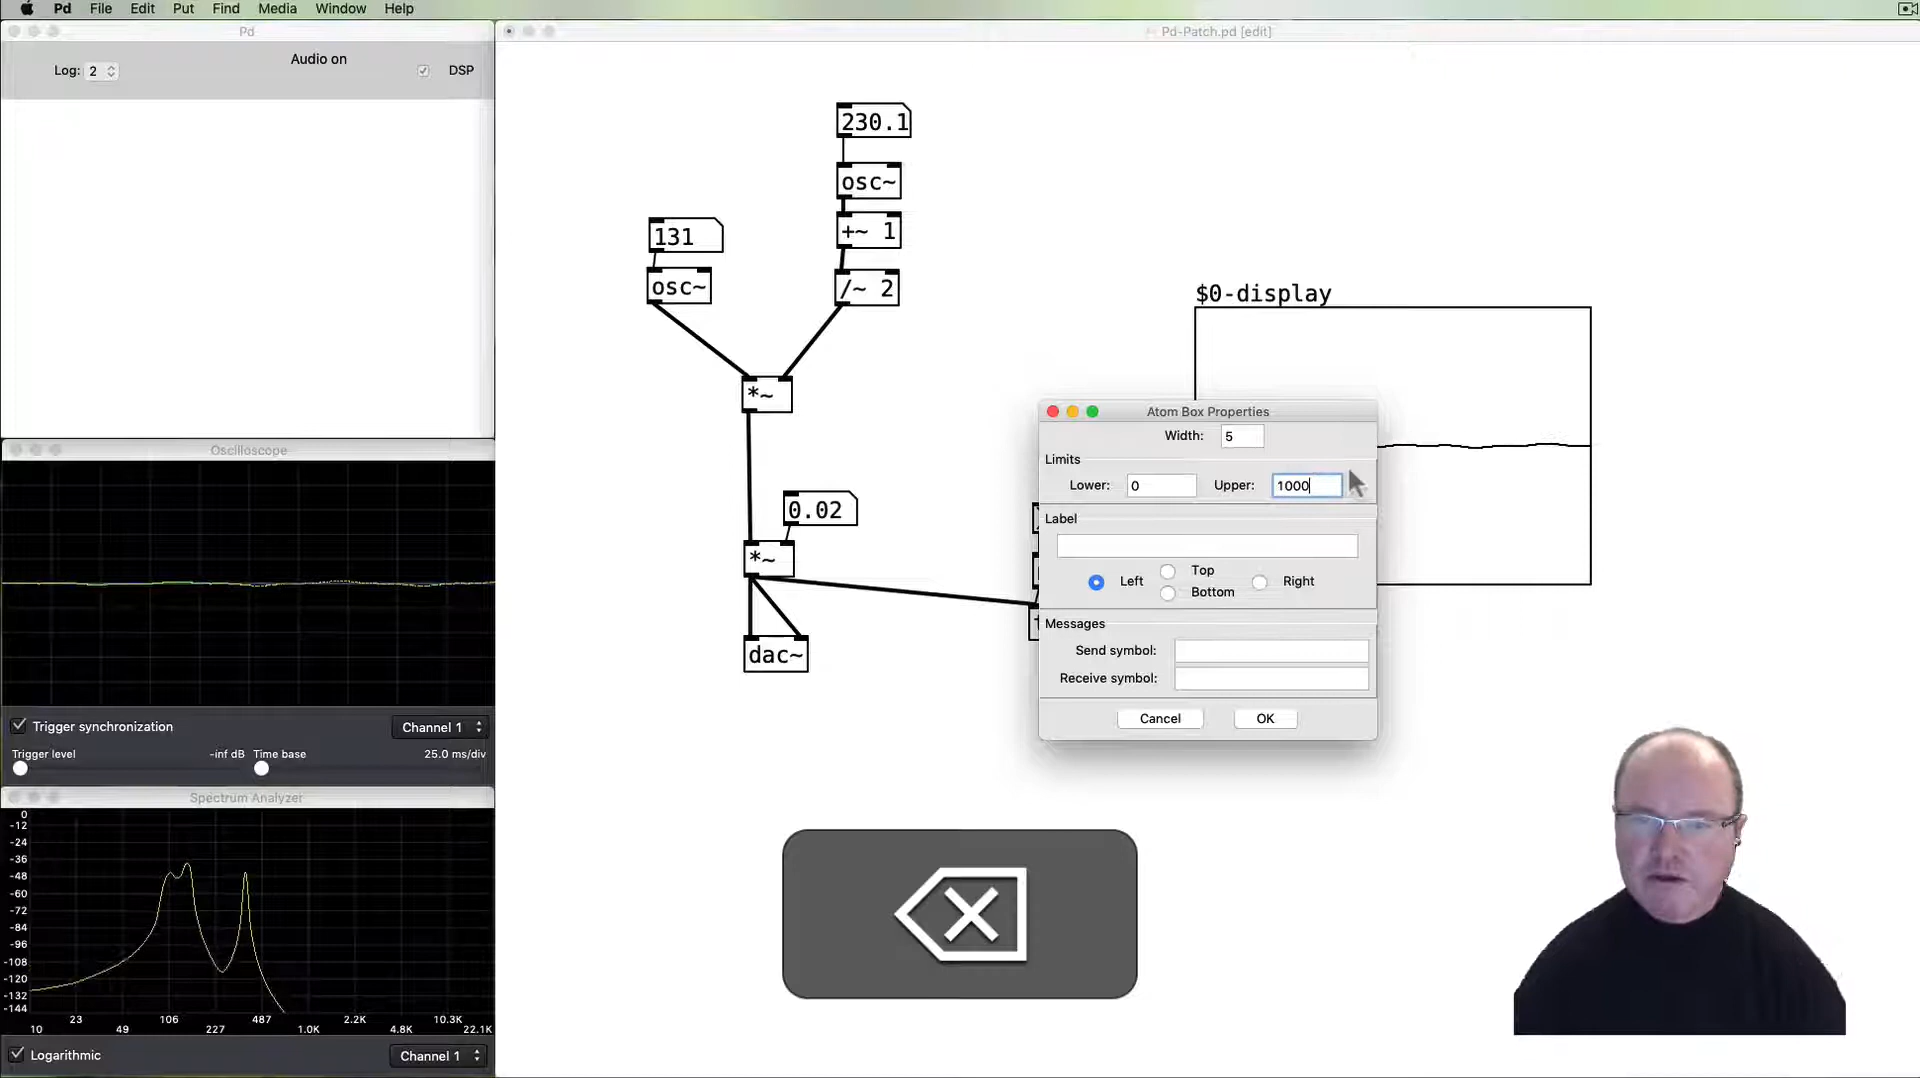 Pd File Edit Put Find Media Window Help
Pd
Audio on
Log: 2
DSP
Pd-Patch.pd [edit]
230.1
osc~
+~ 1
131
osc~
/~ 2
$0-display
*~
0.02
*~
dac~
Atom Box Properties
Width: 5
Limits
Lower: 0 Upper: 1000
Label
Left Top Right
Bottom
Messages
Send symbol:
Receive symbol:
Cancel OK
Oscilloscope
Trigger synchronization Channel 1
Trigger level -inf dB Time base 25.0 ms/div
Spectrum Analyzer
0
-12
-24
-36
-48
-60
-72
-84
-96
-108
-120
-132
-144
23 106 487 2.2K 10.3K
10 49 227 1.0K 4.8K 22.1K
Logarithmic Channel 1